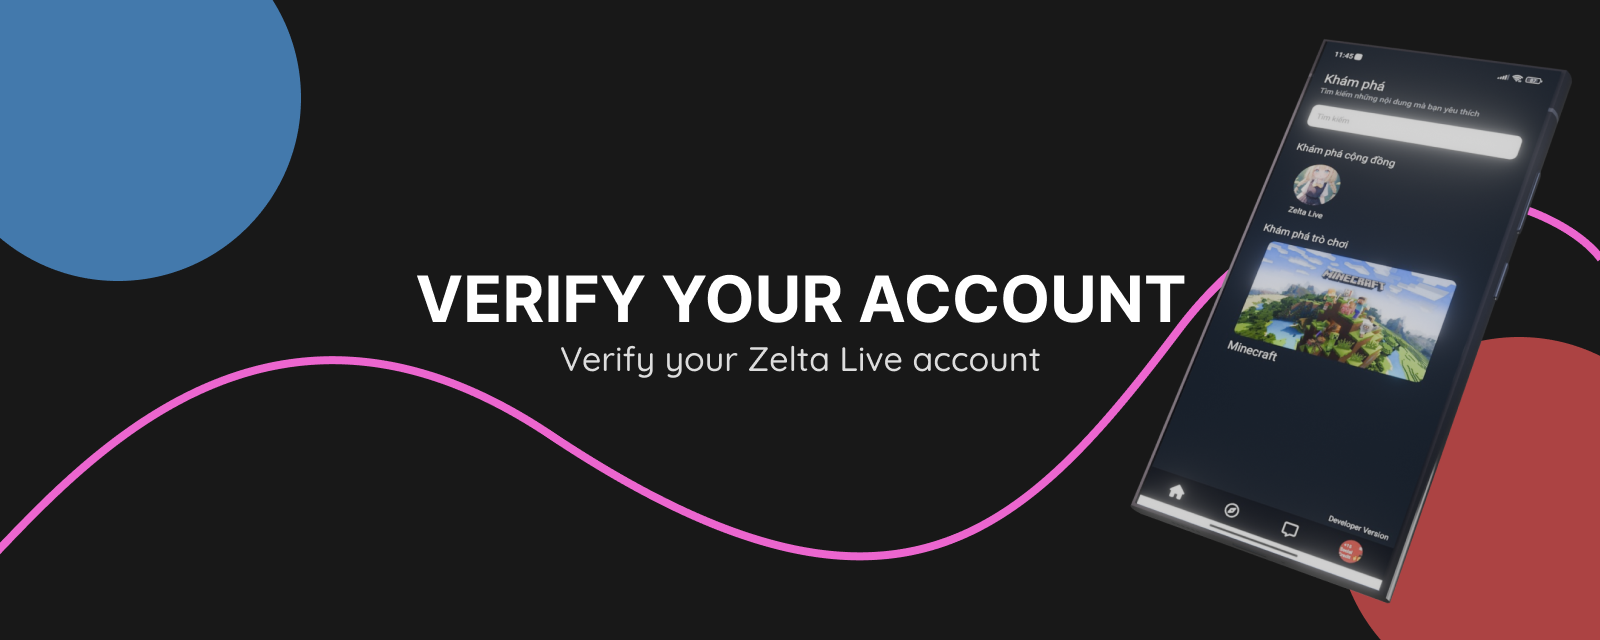 VERIFY YOUR ACCOUNT
Verify your Zelta Live account
11:45
Khám phá
Tìm kiếm những nội dung mà bạn yêu thích
Tìm kiếm
Khám phá cộng đồng
Zelta Live
Khám phá trò chơi
MINECRAFT
Minecraft
Developer Version